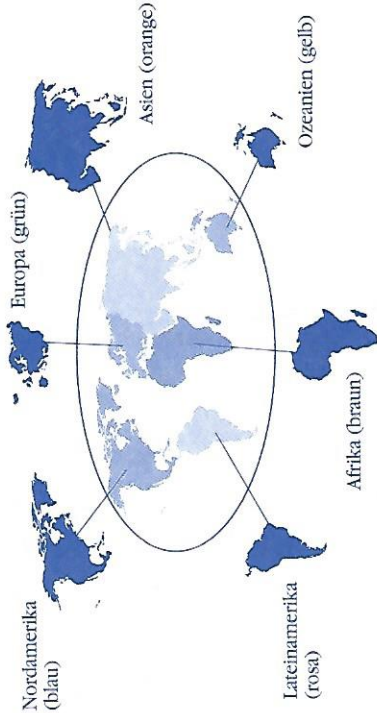 Nordamerika
(blau)
Europa (grün)
Asien (orange)
Lateinamerika
(rosa)
Afrika (braun)
Ozeanien (gelb)